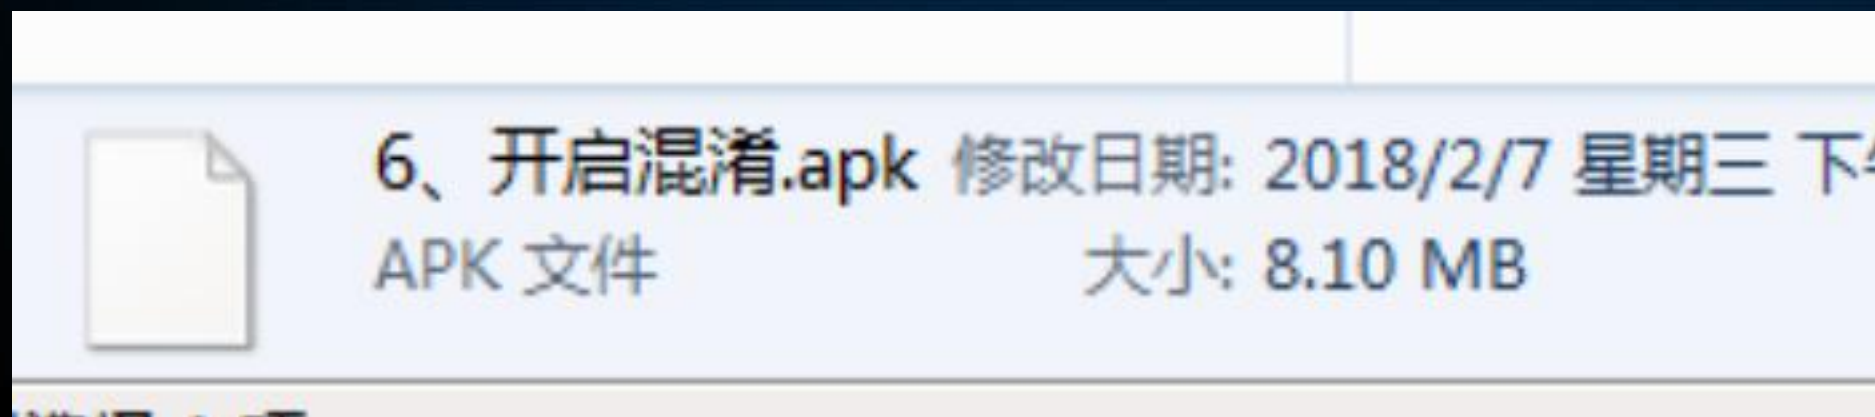 6、开启混淆.apk 修改日期: 2018/2/7 星期三 下
APK 文件 大小: 8.10 MB